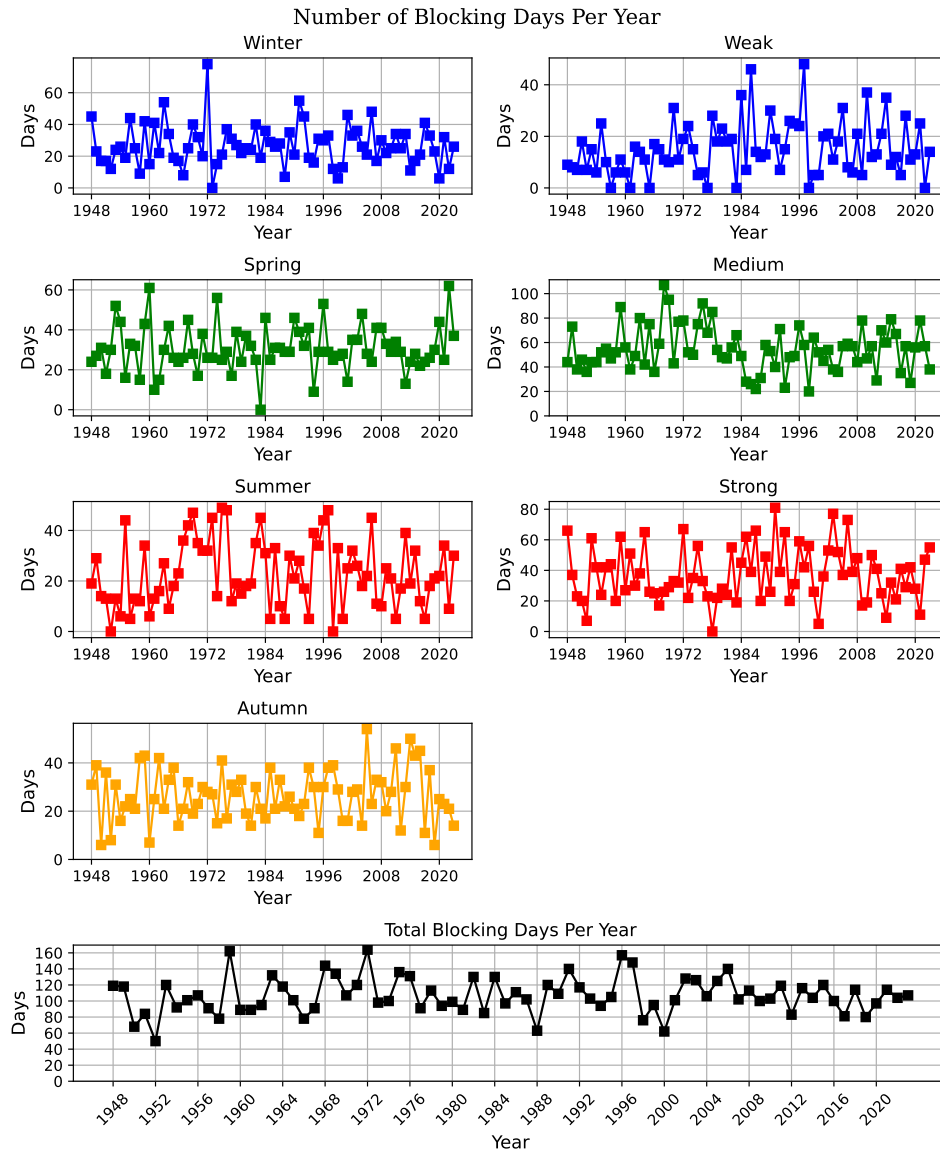 Number of Blocking Days Per Year
Winter
Days
60
40
20
0
1948 1960 1972 1984 1996 2008 2020
Year
Weak
Days
40
20
0
1948 1960 1972 1984 1996 2008 2020
Year
Spring
Days
60
40
20
0
1948 1960 1972 1984 1996 2008 2020
Year
Medium
Days
100
80
60
40
20
0
1948 1960 1972 1984 1996 2008 2020
Year
Summer
Days
40
20
0
1948 1960 1972 1984 1996 2008 2020
Year
Strong
Days
80
60
40
20
0
1948 1960 1972 1984 1996 2008 2020
Year
Autumn
Days
40
20
0
1948 1960 1972 1984 1996 2008 2020
Year
Total Blocking Days Per Year
Days
160
140
120
100
80
60
40
20
0
1948 1952 1956 1960 1964 1968 1972 1976 1980 1984 1988 1992 1996 2000 2004 2008 2012 2016 2020
Year